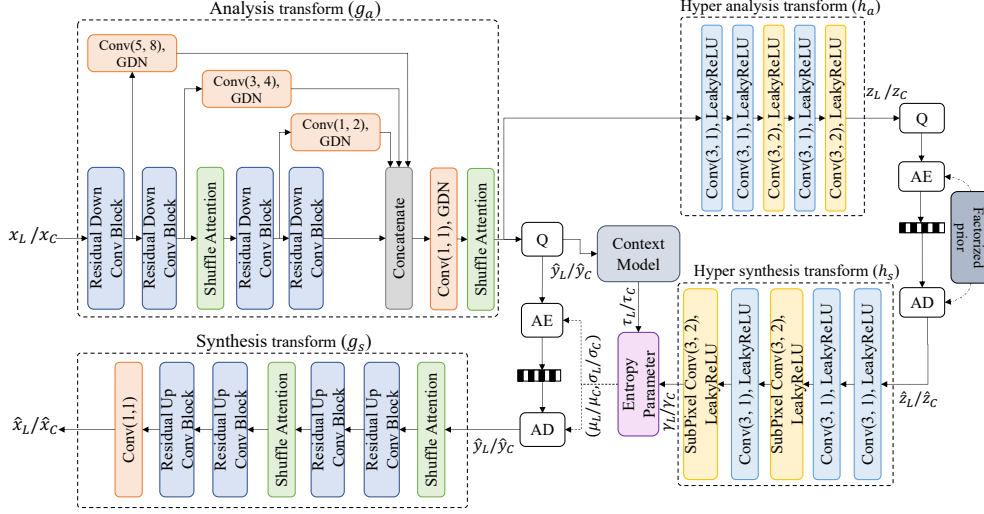 Analysis transform (g_a)
Conv(5, 8),
GDN
Conv(3, 4),
GDN
Conv(1, 2),
GDN
x_L/x_C
Residual Down
Conv Block
Residual Down
Conv Block
Shuffle Attention
Residual Down
Conv Block
Residual Down
Conv Block
Concatenate
Conv(1, 1), GDN
Shuffle Attention
Hyper analysis transform (h_a)
Conv(3, 1), LeakyReLU
Conv(3, 1), LeakyReLU
Conv(3, 2), LeakyReLU
Conv(3, 1), LeakyReLU
Conv(3, 2), LeakyReLU
z_L/z_C
Q
AE
Factorized
prior
AD
ẑ_L/ẑ_C
Q
ŷ_L/ŷ_C
Context
Model
τ_L/τ_C
AE
(μ_L/μ_C,σ_L/σ_C)
Entropy
Parameter
γ_L/γ_C
AD
ŷ_L/ŷ_C
Hyper synthesis transform (h_s)
SubPixel Conv(3, 2),
LeakyReLU
Conv(3, 1), LeakyReLU
SubPixel Conv(3, 2),
LeakyReLU
Conv(3, 1), LeakyReLU
Conv(3, 1), LeakyReLU
Synthesis transform (g_s)
x̂_L/x̂_C
Conv(1,1)
Residual Up
Conv Block
Residual Up
Conv Block
Shuffle Attention
Residual Up
Conv Block
Residual Up
Conv Block
Shuffle Attention